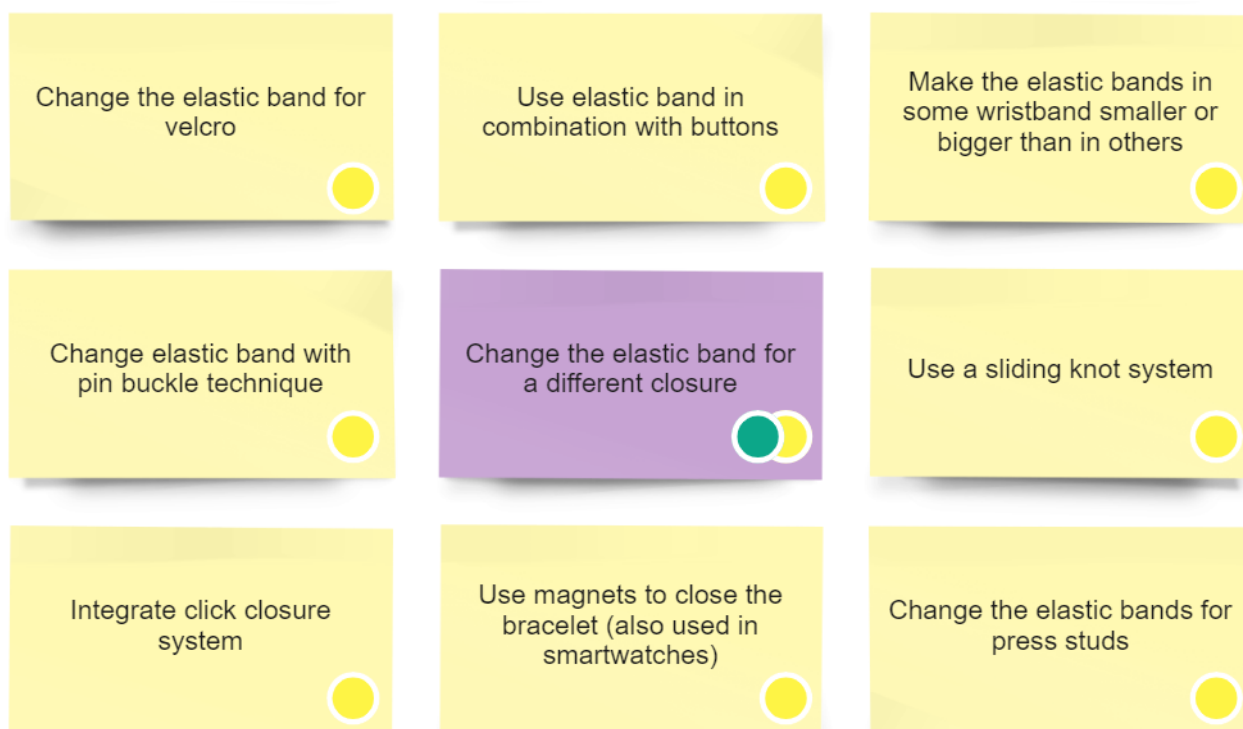 Change the elastic band for
velcro
Use elastic band in
combination with buttons
Make the elastic bands in
some wristband smaller or
bigger than in others
Change elastic band with
pin buckle technique
Change the elastic band for
a different closure
Use a sliding knot system
Integrate click closure
system
Use magnets to close the
bracelet (also used in
smartwatches)
Change the elastic bands for
press studs